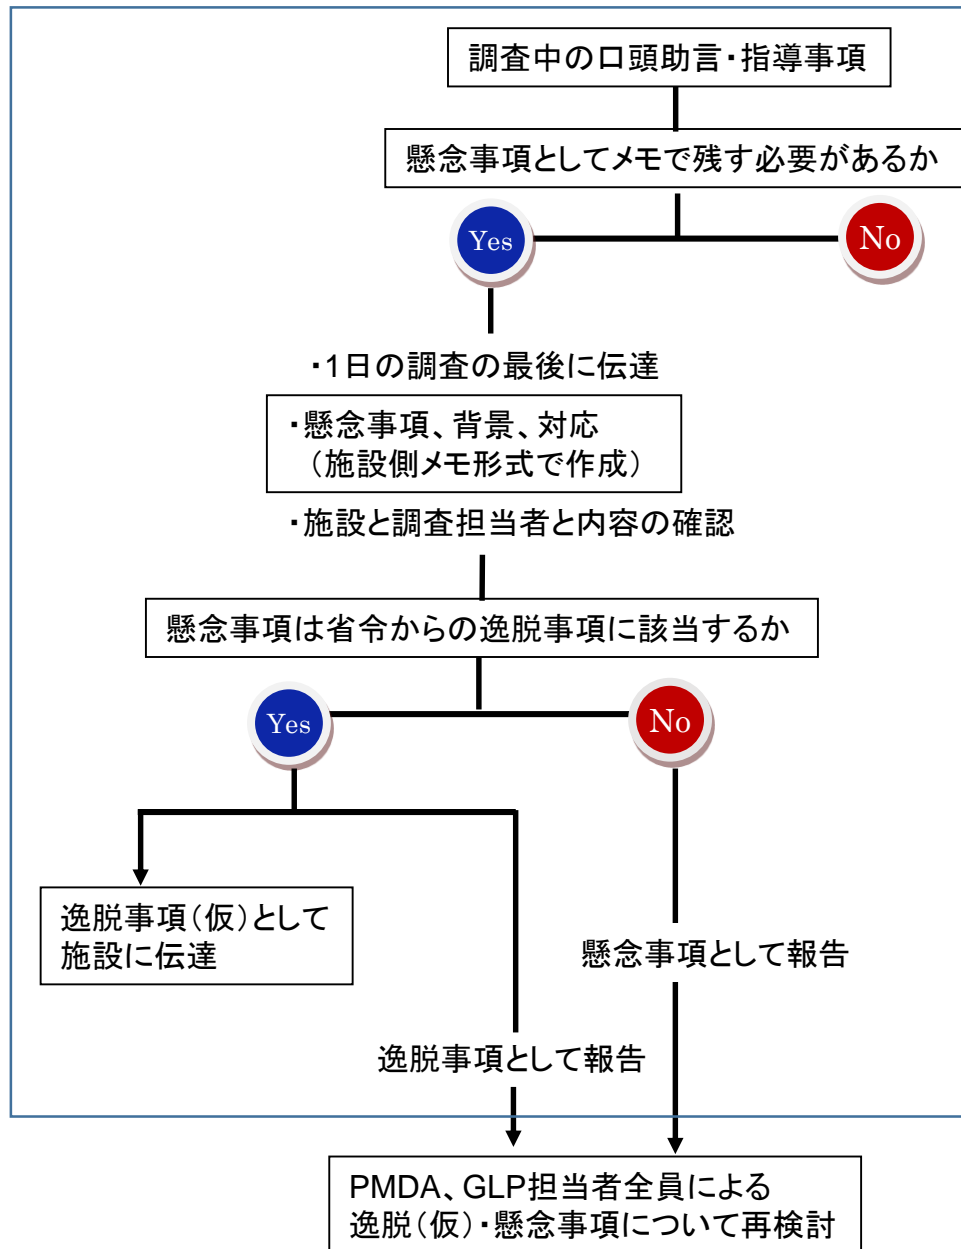 調査中の口頭助言・指導事項
懸念事項としてメモで残す必要があるか
Yes
No
・1日の調査の最後に伝達
・懸念事項、背景、対応
（施設側メモ形式で作成）
・施設と調査担当者と内容の確認
懸念事項は省令からの逸脱事項に該当するか
Yes
No
逸脱事項（仮）として
施設に伝達
懸念事項として報告
逸脱事項として報告
PMDA、GLP担当者全員による
逸脱（仮）・懸念事項について再検討